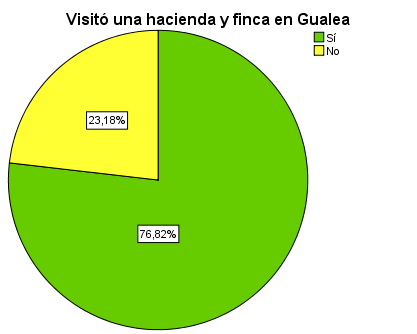 Visitó una hacienda y finca en Gualea
Sí
No
23,18%
76,82%